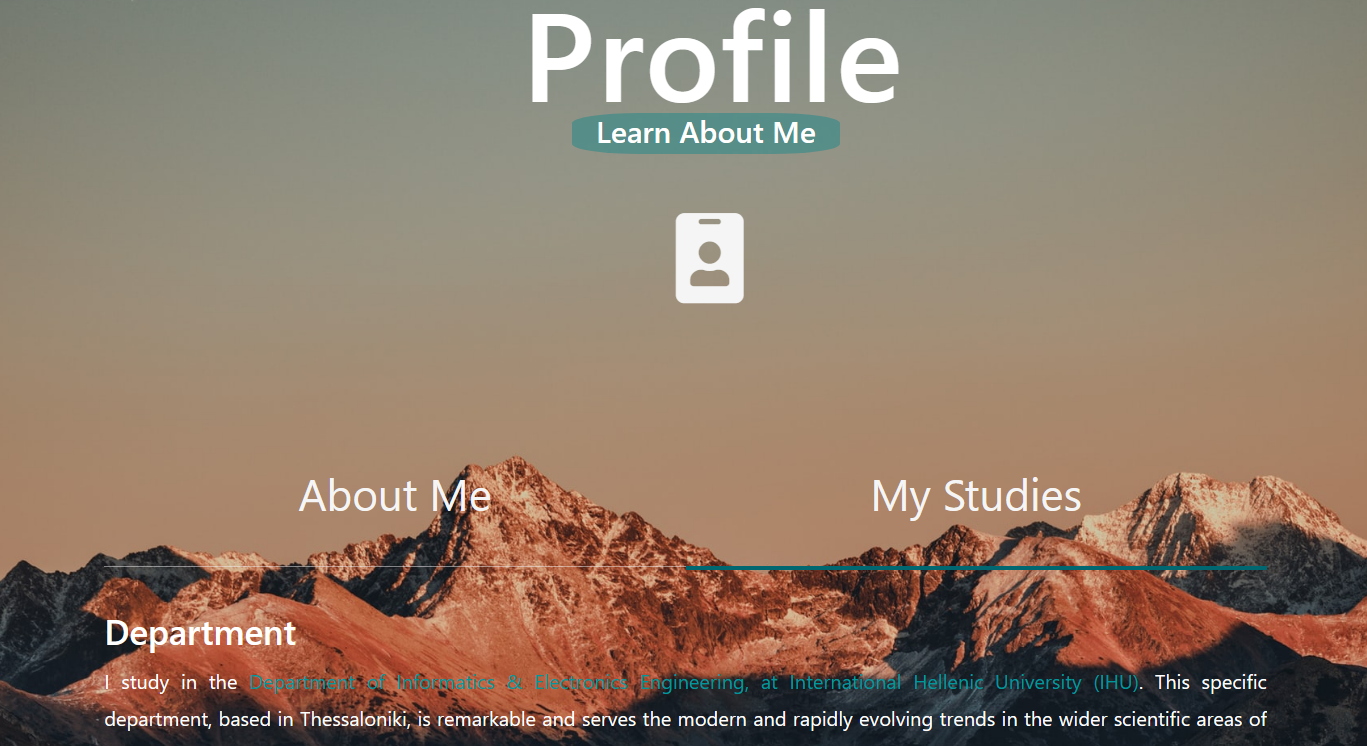 Profile
Learn About Me
About Me
My Studies
Department
I study in the Department of Informatics & Electronics Engineering, at International Hellenic University (IHU). This specific
department, based in Thessaloniki, is remarkable and serves the modern and rapidly evolving trends in the wider scientific areas of